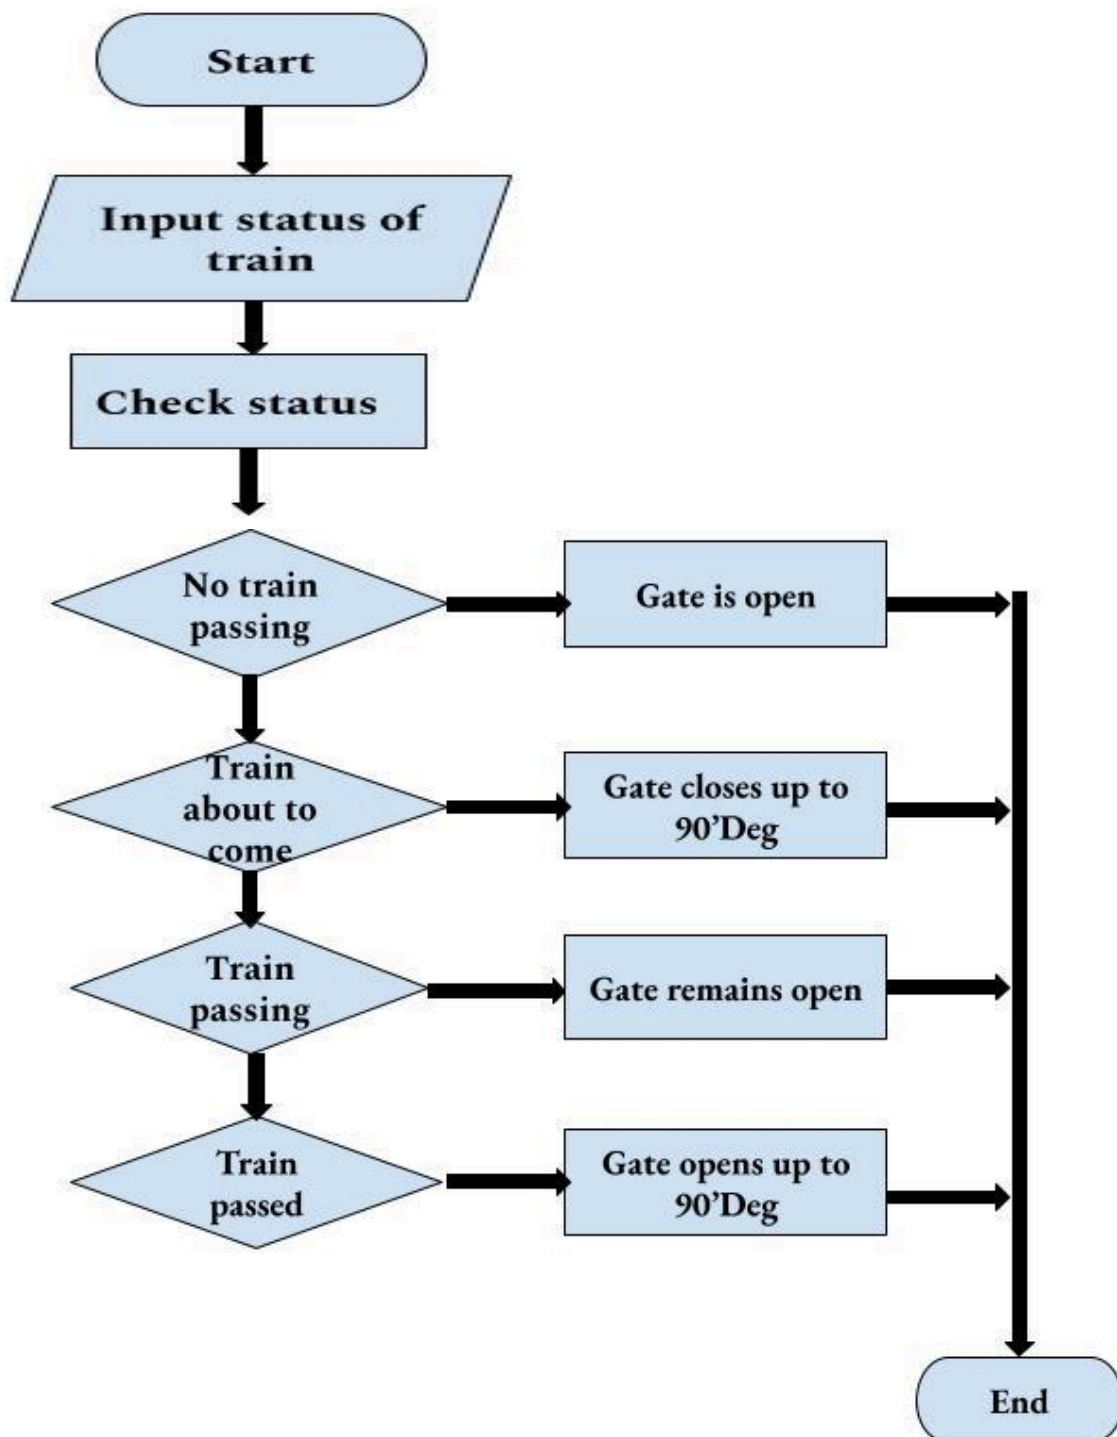 Start
Input status of
train
Check status
No train
passing
Gate is open
Train
about to
come
Gate closes up to
90’Deg
Train
passing
Gate remains open
Train
passed
Gate opens up to
90’Deg
End